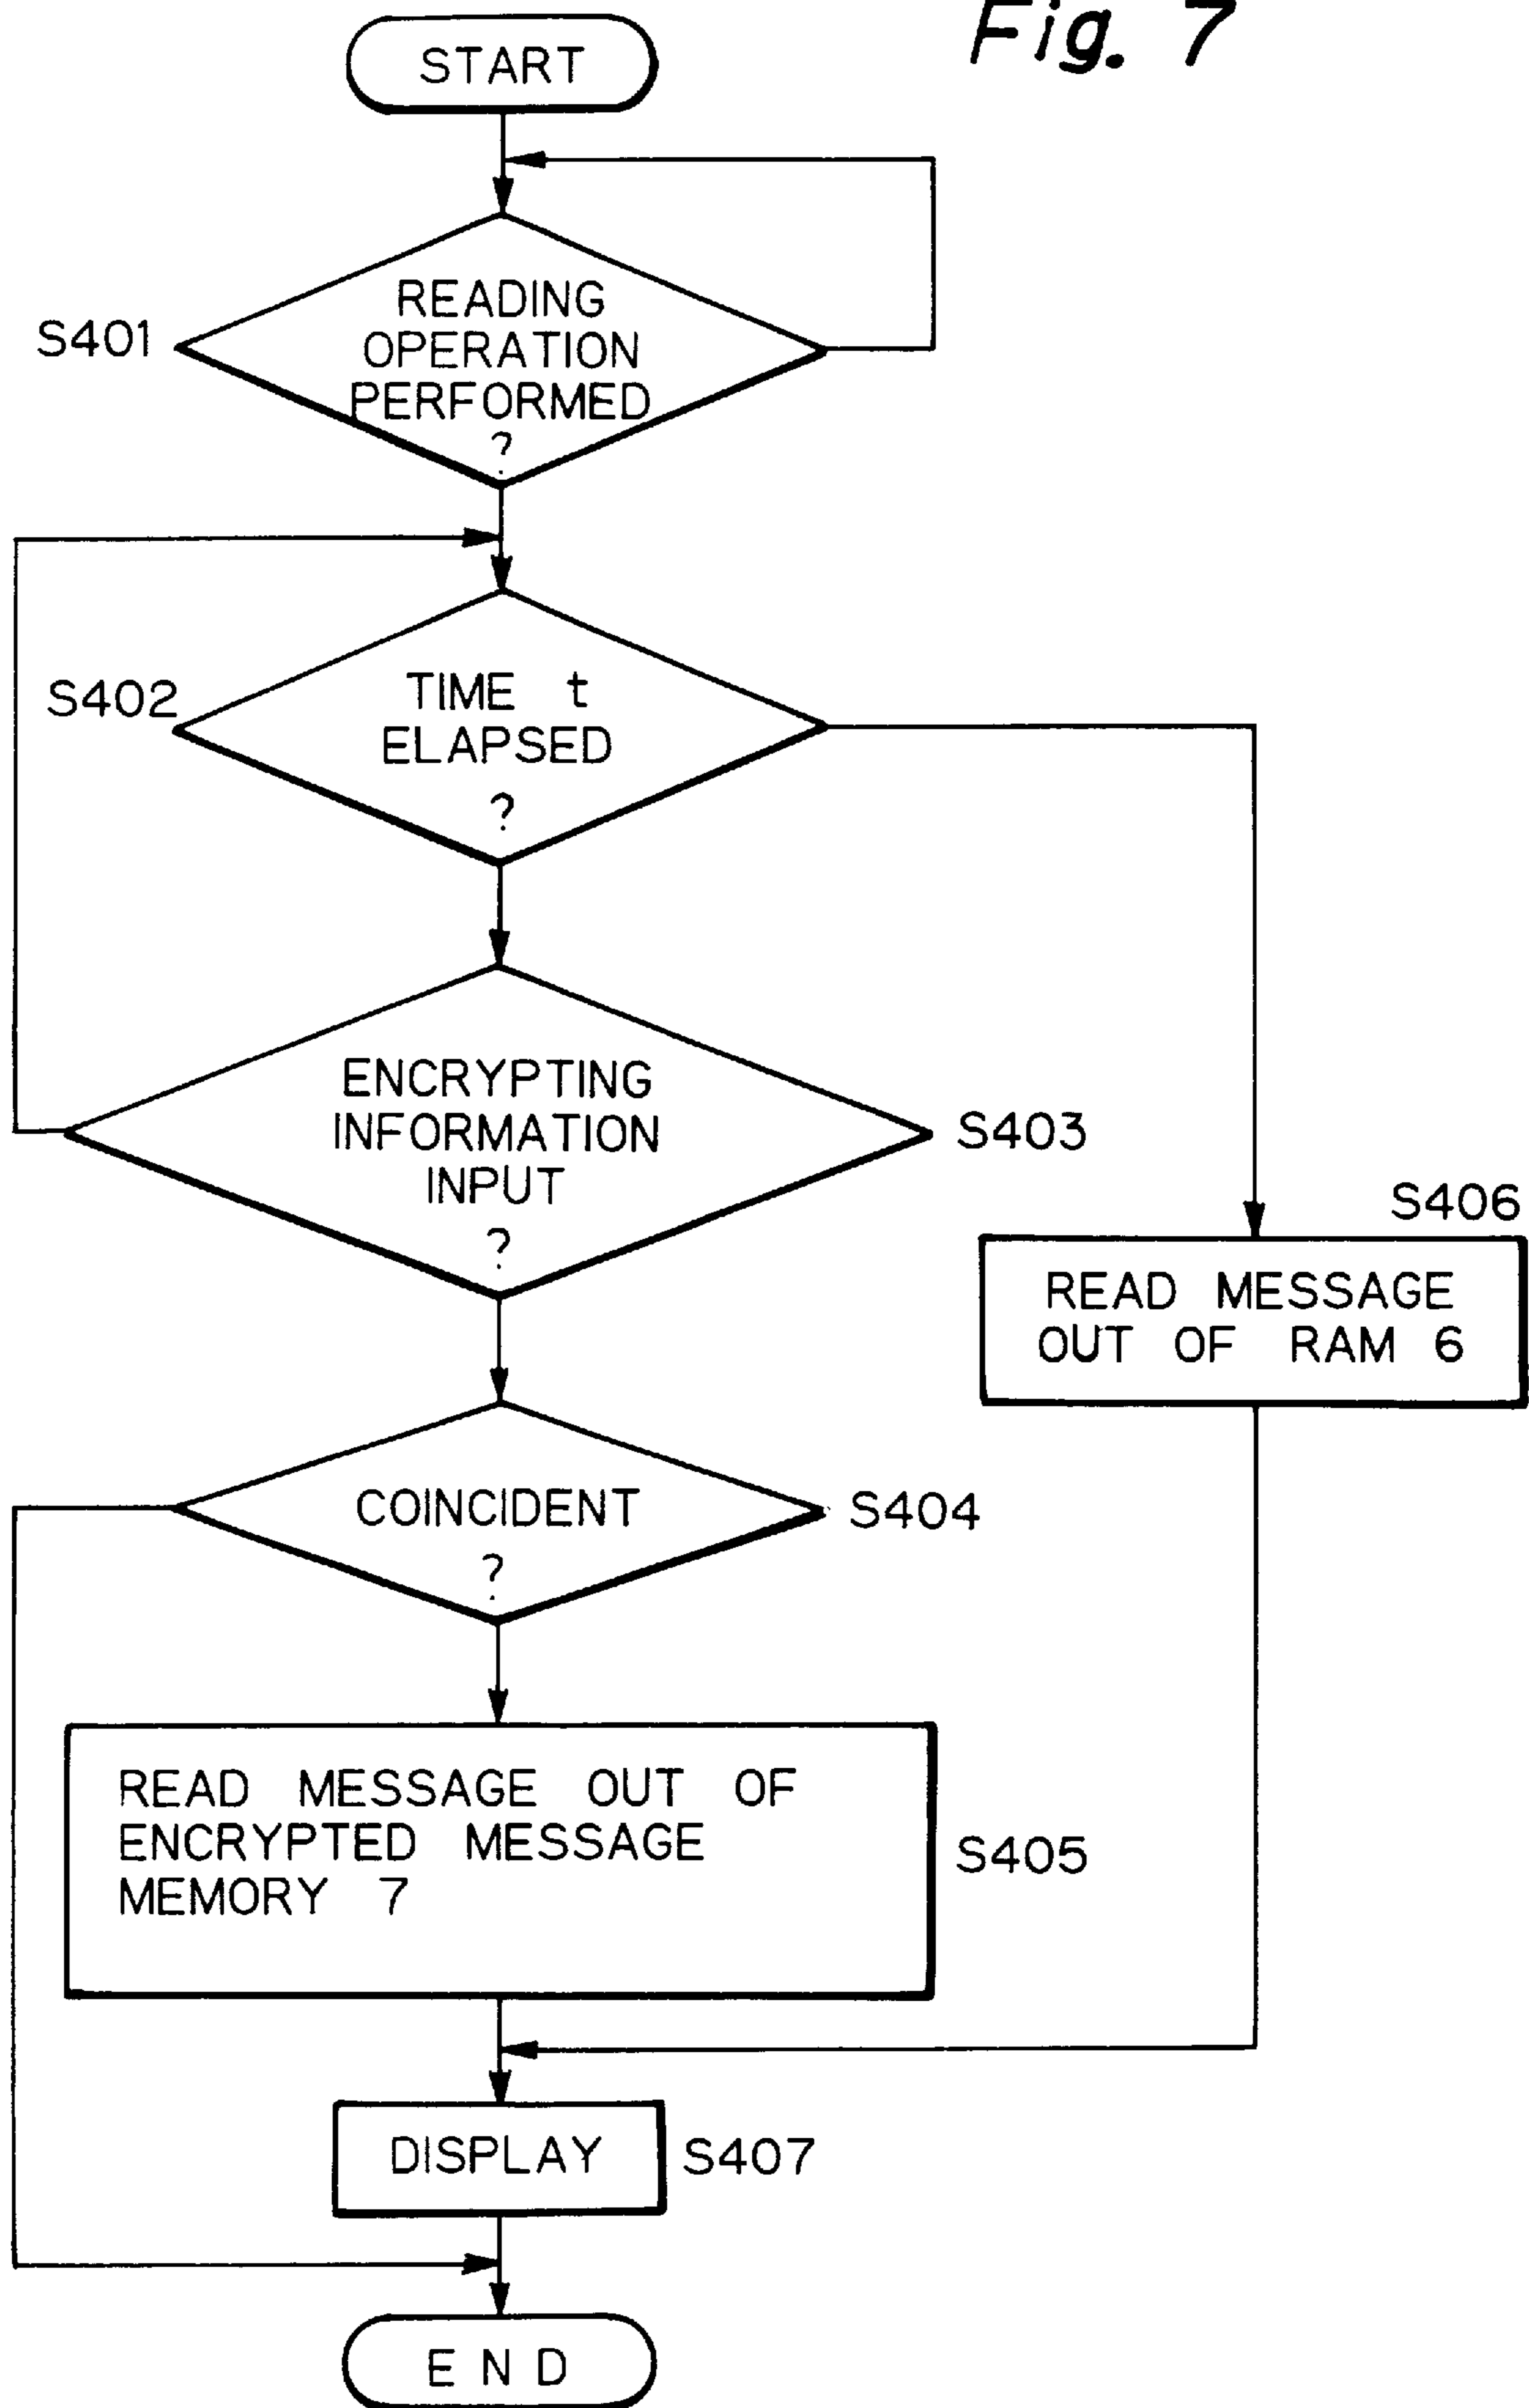 Fig. 7
START
S401
READING
OPERATION
PERFORMED
?
S402
TIME t
ELAPSED
?
ENCRYPTING
INFORMATION
INPUT
?
S403
S406
READ MESSAGE
OUT OF RAM 6
COINCIDENT
?
S404
READ MESSAGE OUT OF
ENCRYPTED MESSAGE
MEMORY 7
S405
DISPLAY
S407
END